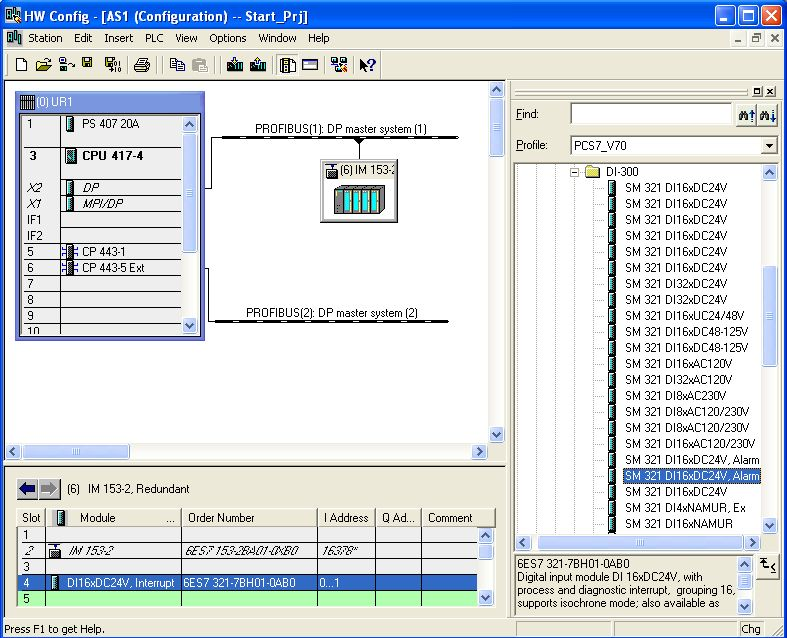 HW Config - [AS1 (Configuration) -- Start_Prj]
Station Edit Insert PLC View Options Window Help
(0) UR1
1 PS 407 20A
3 CPU 417-4
X2 DP
X1 MPI/DP
IF1
IF2
5 CP 443-1
6 CP 443-5 Ext
7
8
9
10
PROFIBUS(1): DP master system (1)
(6) IM 153-2
PROFIBUS(2): DP master system (2)
Find:
Profile: PCS7_V70
DI-300
SM 321 DI16xDC24V
SM 321 DI16xDC24V
SM 321 DI16xDC24V
SM 321 DI16xDC24V
SM 321 DI16xDC24V
SM 321 DI16xDC24V
SM 321 DI32xDC24V
SM 321 DI32xDC24V
SM 321 DI16xUC24/48V
SM 321 DI16xDC48-125V
SM 321 DI16xDC48-125V
SM 321 DI16xAC120V
SM 321 DI32xAC120V
SM 321 DI8xAC230V
SM 321 DI8xAC120/230V
SM 321 DI8xAC120/230V
SM 321 DI16xAC120/230V
SM 321 DI16xDC24V, Alarm
SM 321 DI16xDC24V, Alarm
SM 321 DI16xDC24V
SM 321 DI4xNAMUR, Ex
SM 321 DI16xNAMUR
(6) IM 153-2, Redundant
Slot Module ... Order Number I Address Q Ad... Comment
1
2 IM 153-2 6ES7 153-2BA01-0XB0 16378*
3
4 DI16xDC24V, Interrupt 6ES7 321-7BH01-0AB0 0...1
5
6ES7 321-7BH01-0AB0
Digital input module DI 16xDC24V, with
process and diagnostic interrupt, grouping 16,
supports isochrone mode; also available as
Press F1 to get Help.
Chg